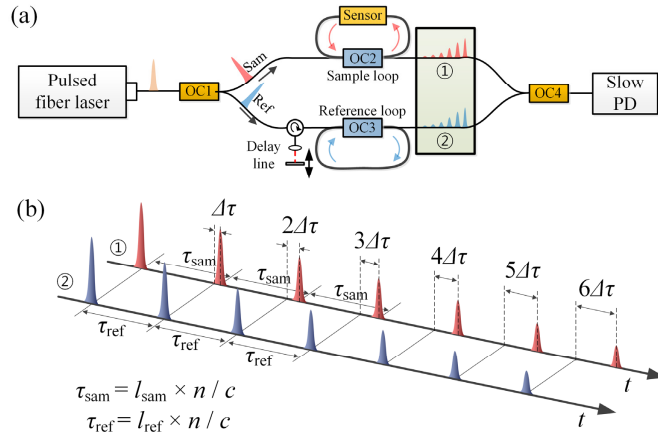 (a)
Sensor
Pulsed
fiber laser
OC1
Sam
Ref
OC2
Sample loop
①
Reference loop
OC3
②
Delay
line
OC4
Slow
PD
(b)
①
②
Δτ
2Δτ
3Δτ
4Δτ
5Δτ
6Δτ
τsam
τsam
τsam
τref
τref
τref
t
t
τsam = lsam × n / c
τref = lref × n / c